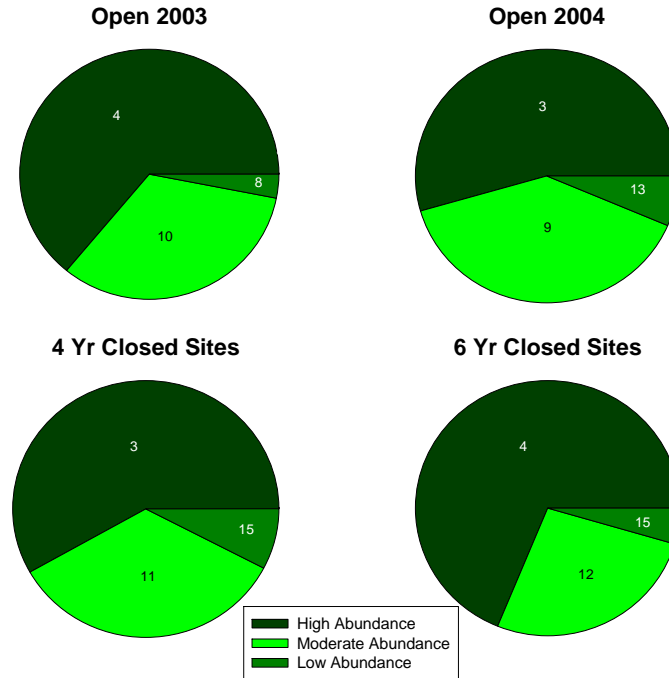 Open 2003
Open 2004
4
8
10
3
13
9
4 Yr Closed Sites
6 Yr Closed Sites
3
15
11
4
15
12
High Abundance
Moderate Abundance
Low Abundance